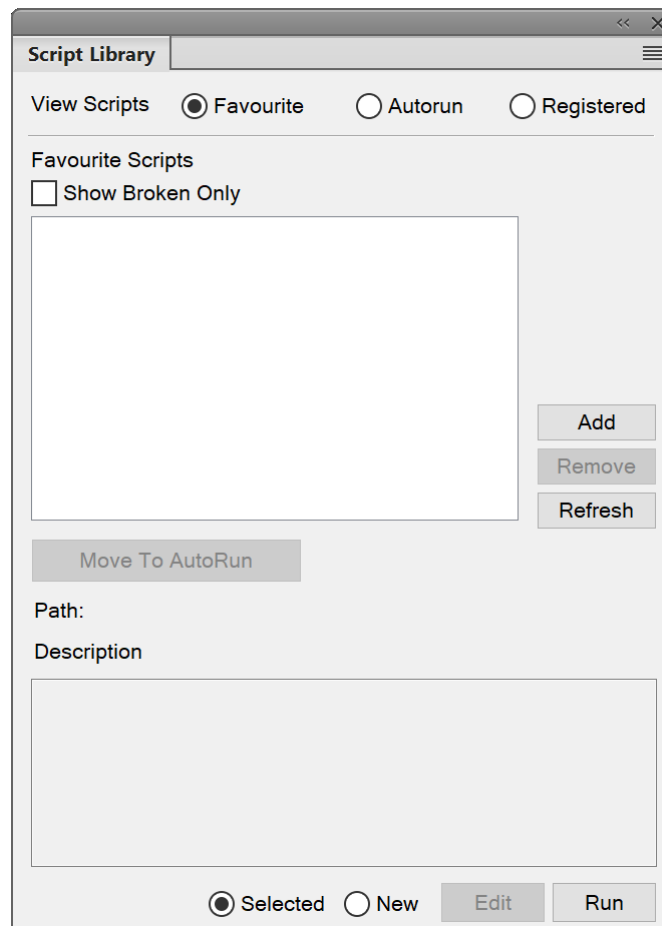 Script Library
View Scripts Favourite Autorun Registered
Favourite Scripts
Show Broken Only
Add
Remove
Refresh
Move To AutoRun
Path:
Description
Selected New Edit Run